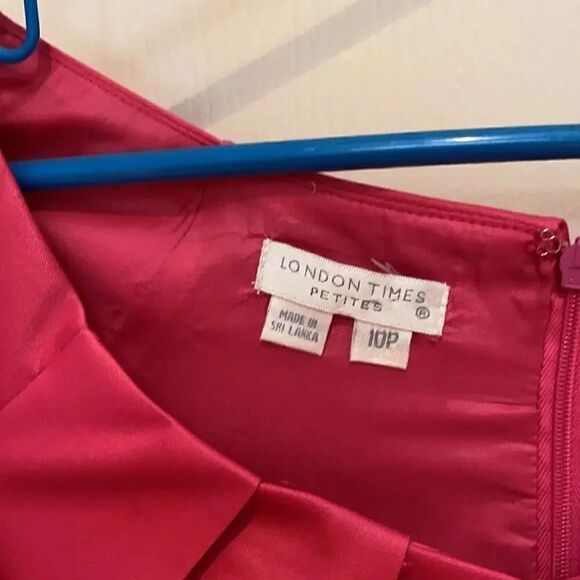 LONDON TIMES
PETITES ®
MADE IN
SRI LANKA
10P